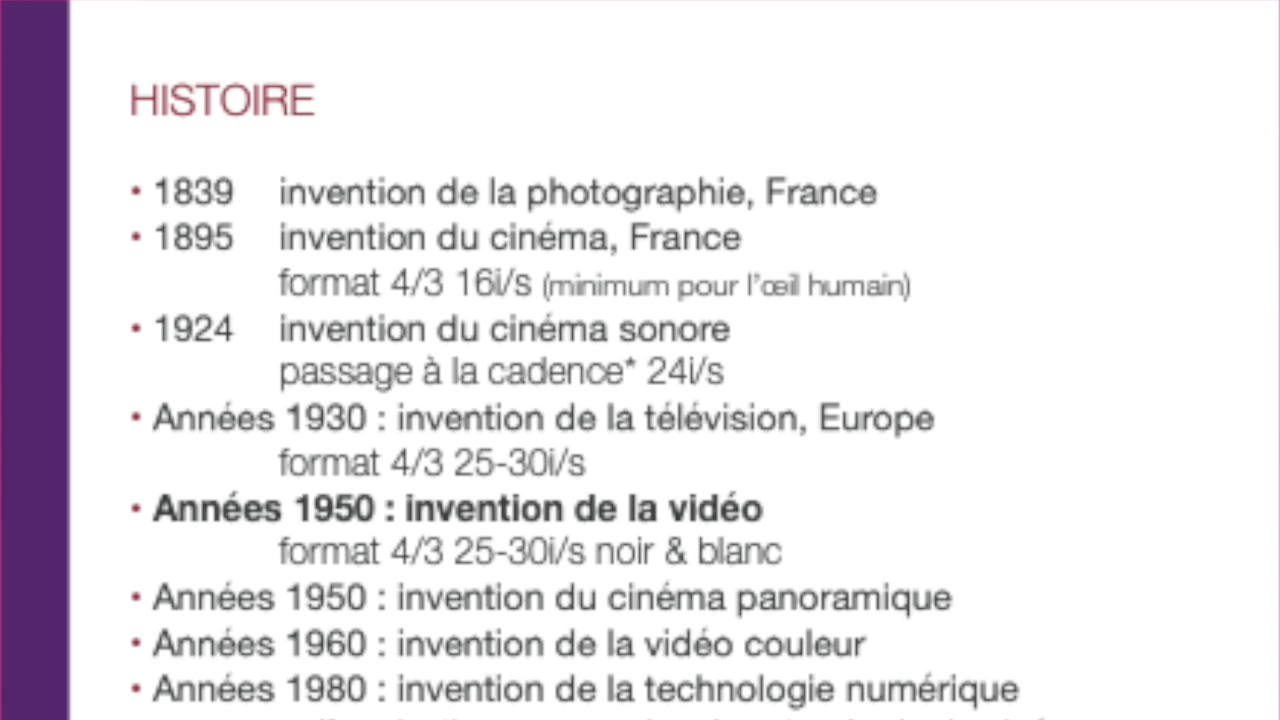 HISTOIRE
• 1839 invention de la photographie, France
• 1895 invention du cinéma, France
format 4/3 16i/s (minimum pour l'œil humain)
• 1924 invention du cinéma sonore
passage à la cadence* 24i/s
• Années 1930 : invention de la télévision, Europe
format 4/3 25-30i/s
• Années 1950 : invention de la vidéo
format 4/3 25-30i/s noir & blanc
• Années 1950 : invention du cinéma panoramique
• Années 1960 : invention de la vidéo couleur
• Années 1980 : invention de la technologie numérique